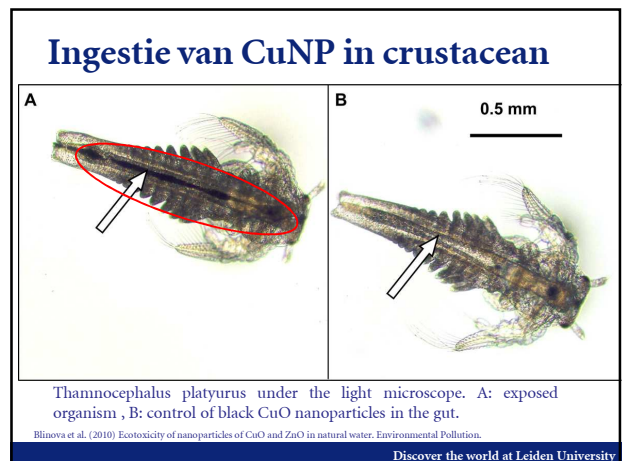 Ingestie van CuNP in crustacean
A
B
0.5 mm
Thamnocephalus platyurus under the light microscope. A: exposed
organism , B: control of black CuO nanoparticles in the gut.
Blinova et al. (2010) Ecotoxicity of nanoparticles of CuO and ZnO in natural water. Environmental Pollution.
Discover the world at Leiden University